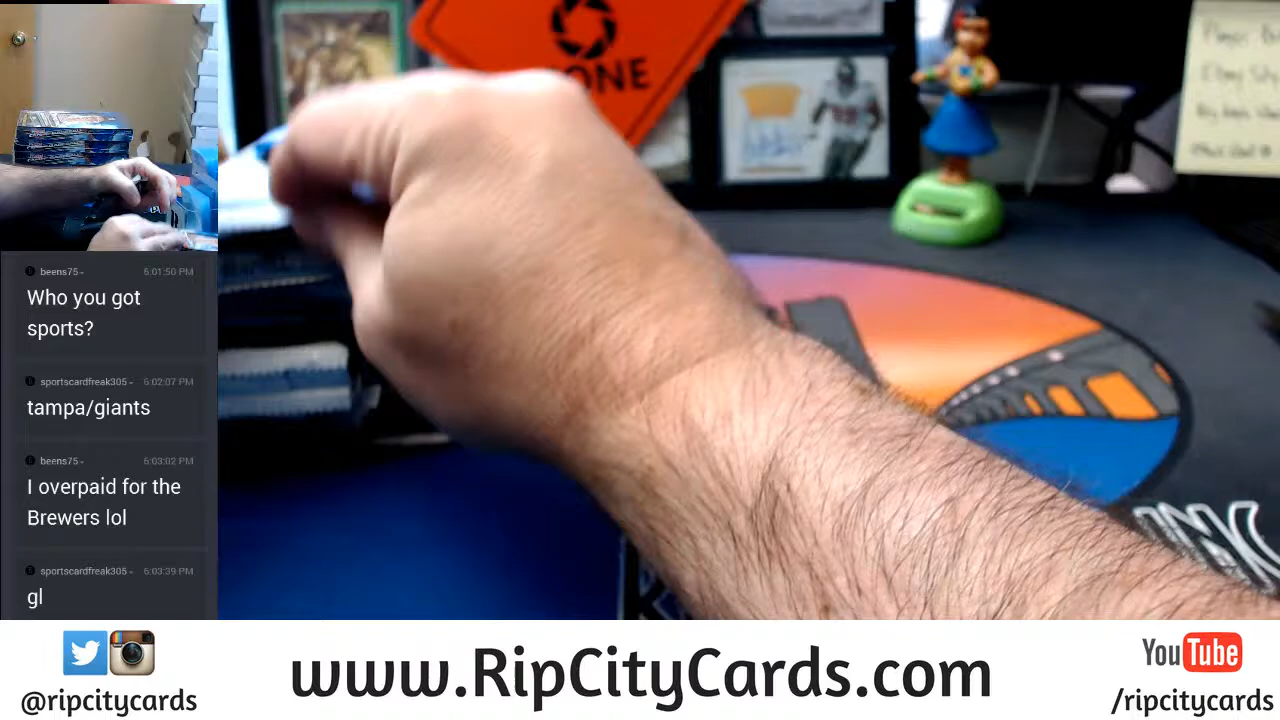 beens75
6:01:50 PM
Who you got
sports?
sportscardfreak305
6:02:07 PM
tampa/giants
beens75
6:03:02 PM
I overpaid for the
Brewers lol
sportscardfreak305
6:03:39 PM
gl
@ripcitycards
www.RipCityCards.com
YouTube
/ripcitycards